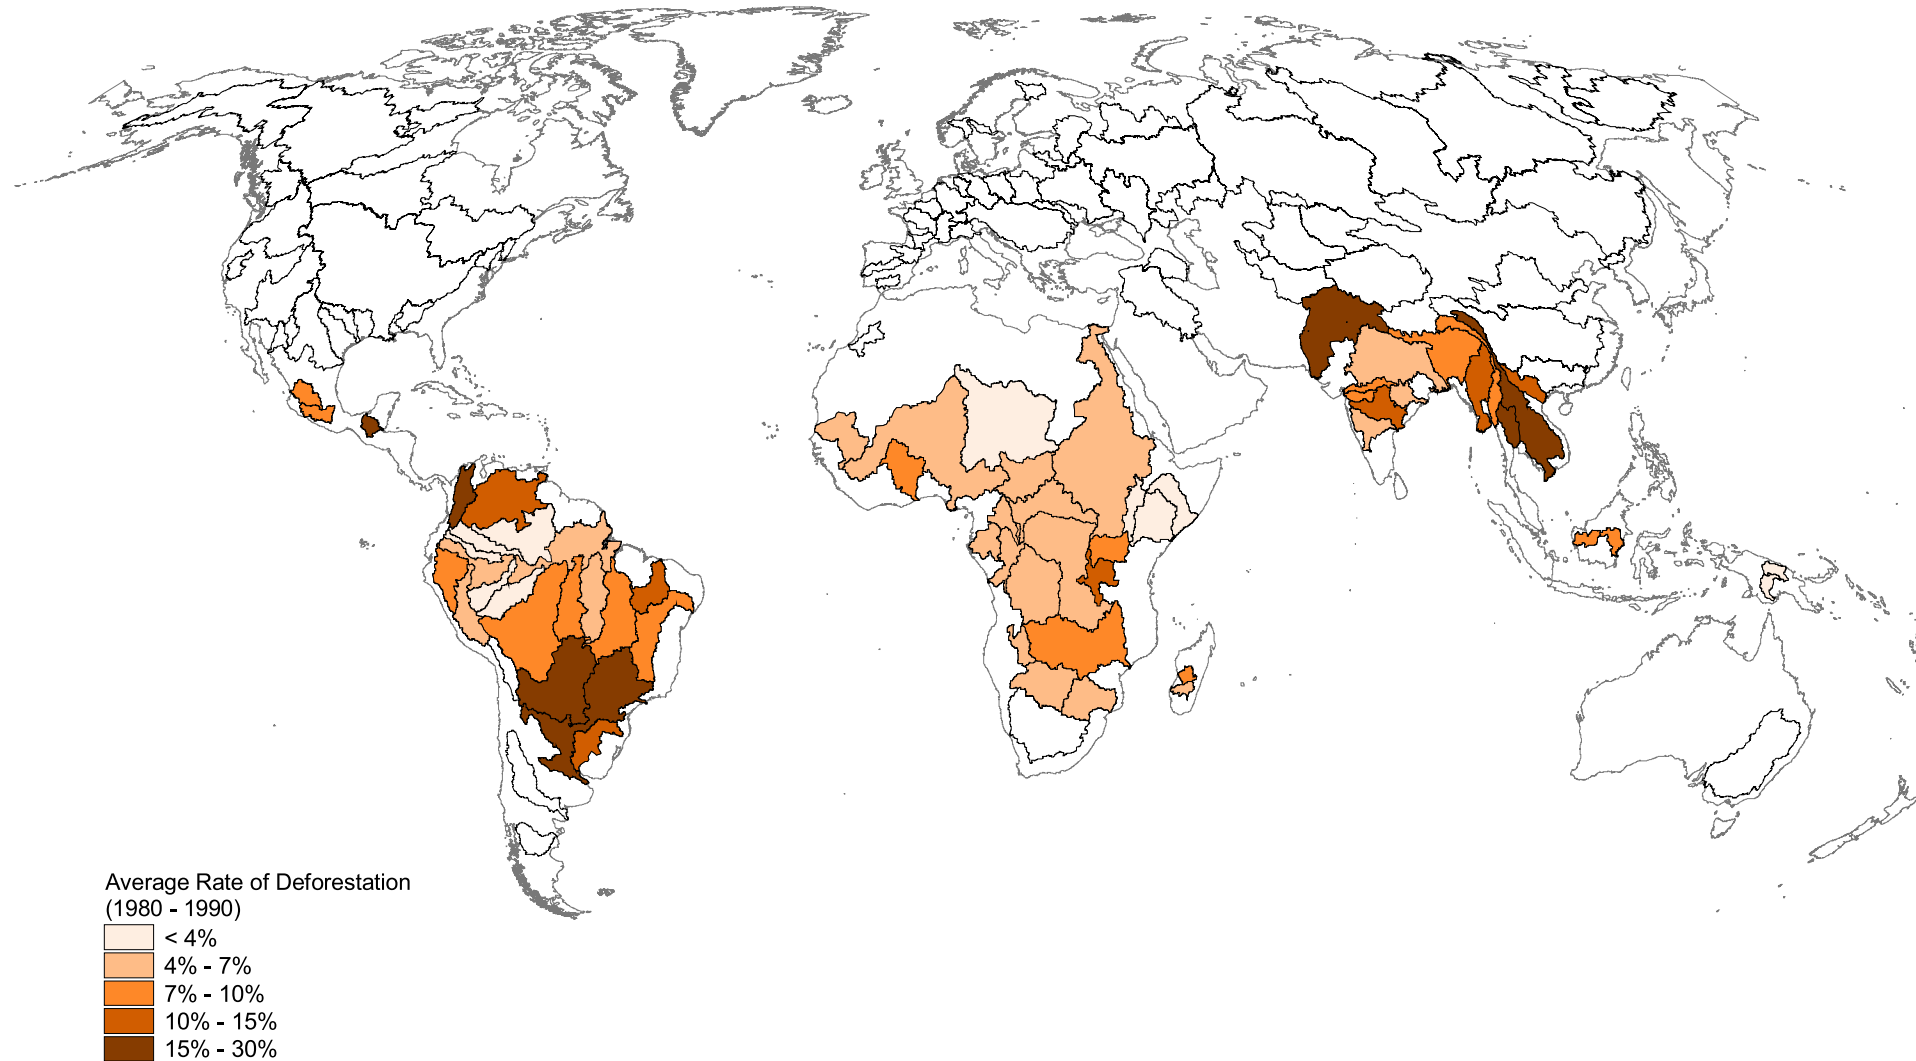 Average Rate of Deforestation
(1980 - 1990)
< 4%
4% - 7%
7% - 10%
10% - 15%
15% - 30%